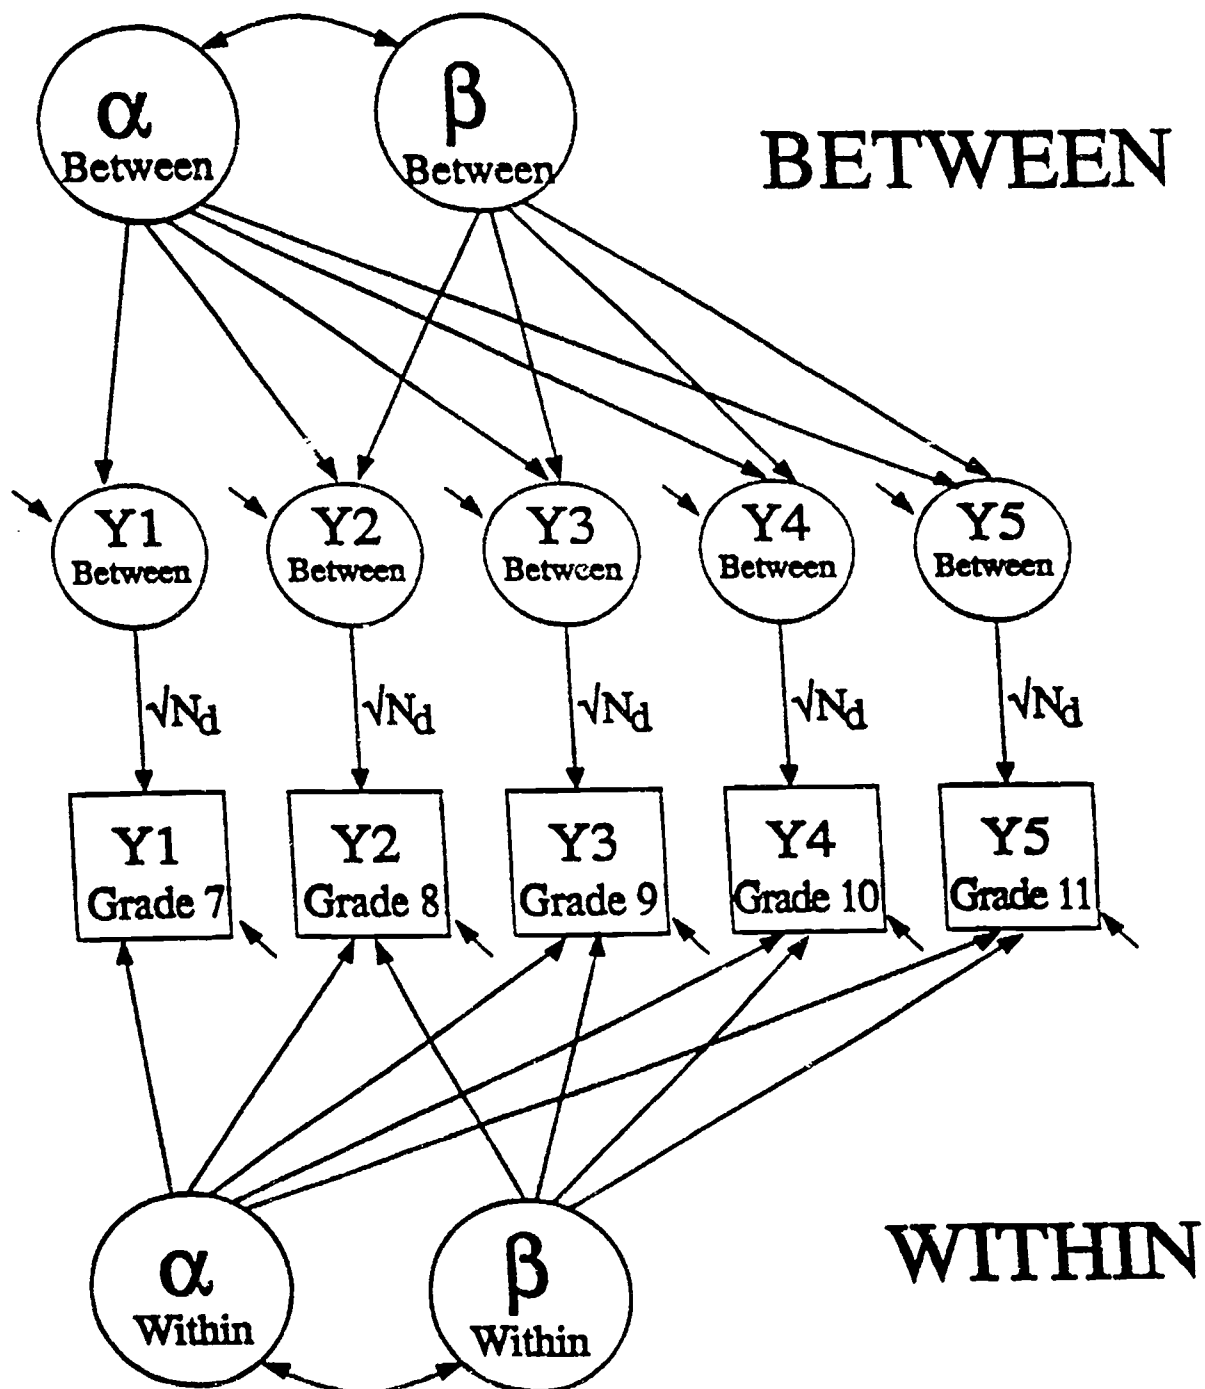 α
Between
β
Between
BETWEEN
Y1
Between
Y2
Between
Y3
Between
Y4
Between
Y5
Between
√Nd
√Nd
√Nd
√Nd
√Nd
Y1
Grade 7
Y2
Grade 8
Y3
Grade 9
Y4
Grade 10
Y5
Grade 11
α
Within
β
Within
WITHIN